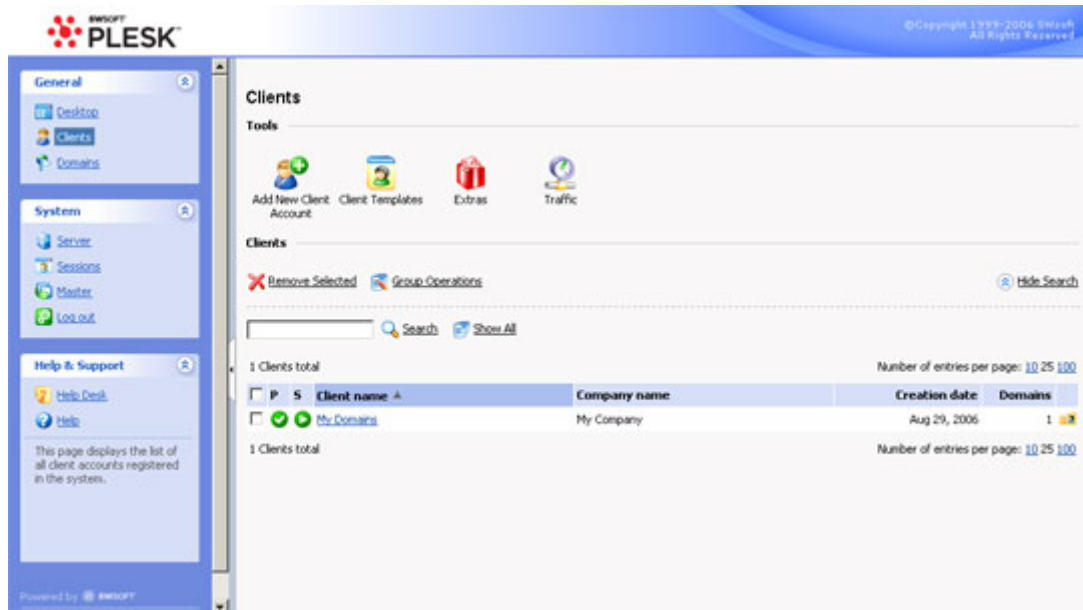 SWSOFT
PLESK
©Copyright 1999-2006 SWsoft
All Rights Reserved
General
Desktop
Clients
Domains
System
Server
Sessions
Master
Log out
Help & Support
Help Desk
Help
This page displays the list of
all client accounts registered
in the system.
Powered by SWSOFT
Clients
Tools
Add New Client
Account
Client Templates
Extras
Traffic
Clients
Remove Selected Group Operations Hide Search
Search Show All
1 Clients total Number of entries per page: 10 25 100
P S Client name Company name Creation date Domains
My Domains My Company Aug 29, 2006 1
1 Clients total Number of entries per page: 10 25 100